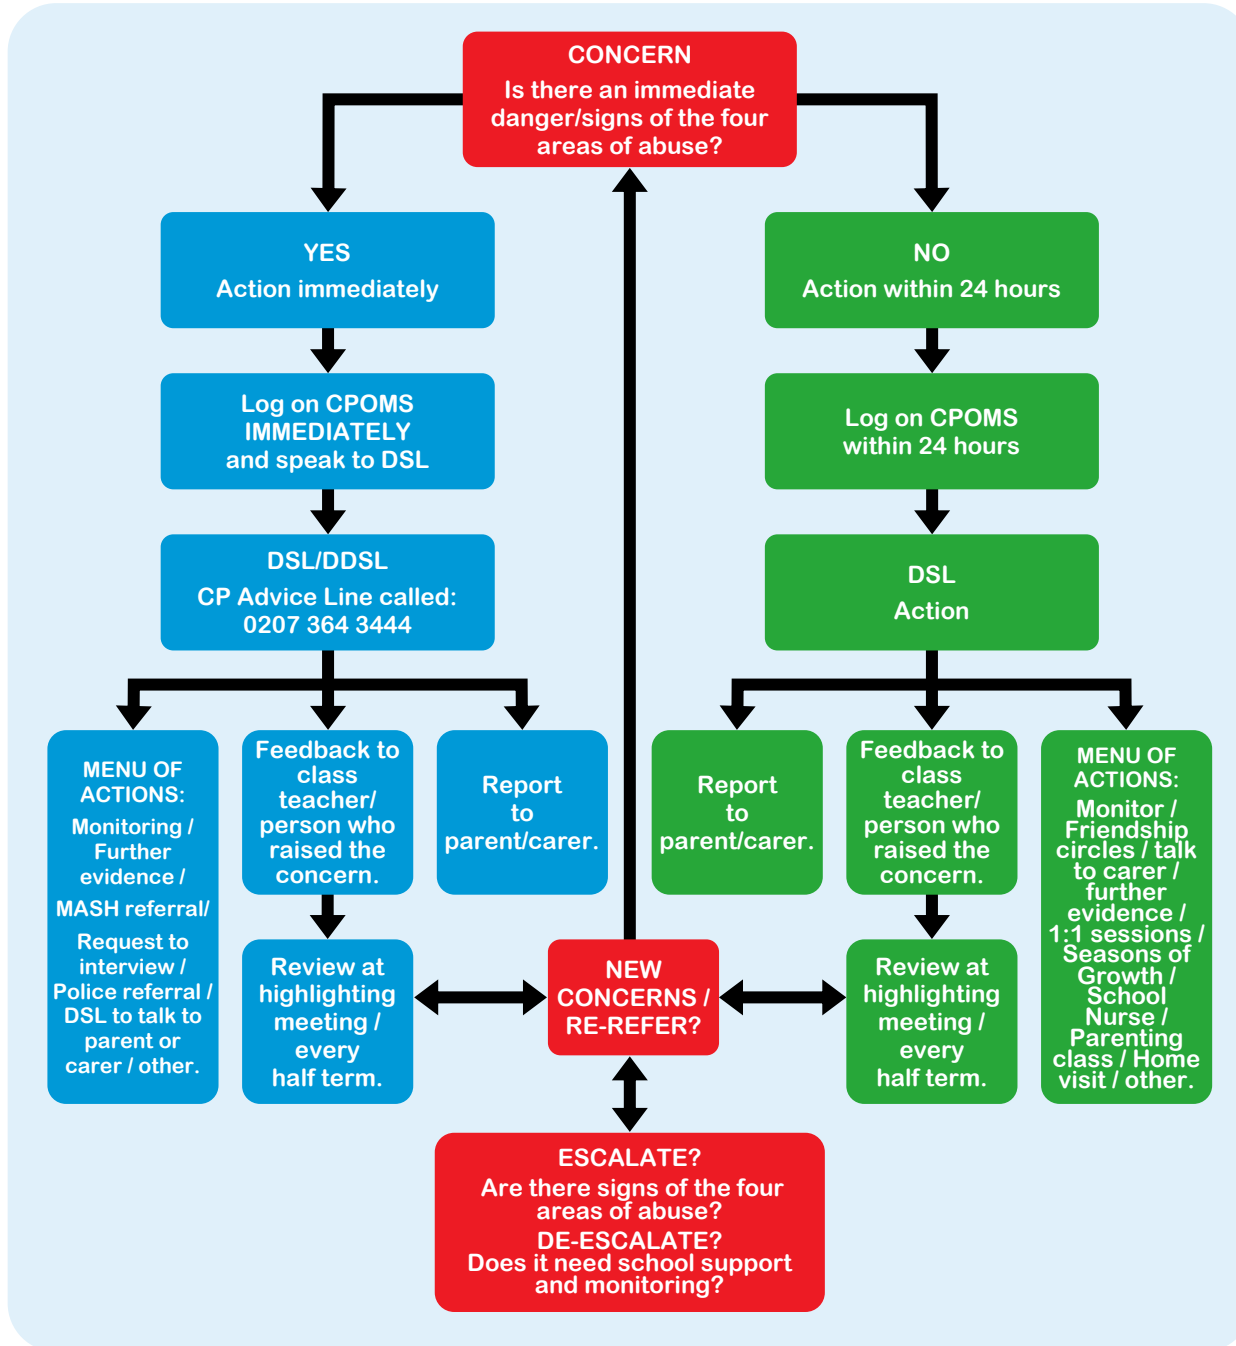 CONCERN
Is there an immediate
danger/signs of the four
areas of abuse?
YES
Action immediately
NO
Action within 24 hours
Log on CPOMS
IMMEDIATELY
and speak to DSL
Log on CPOMS
within 24 hours
DSL/DDSL
CP Advice Line called:
0207 364 3444
DSL
Action
MENU OF
ACTIONS:
Monitoring /
Further
evidence /
MASH referral/
Request to
interview /
Police referral /
DSL to talk to
parent or
carer / other.
Feedback to
class
teacher/
person who
raised the
concern.
Report
to
parent/carer.
Report
to
parent/carer.
Feedback to
class
teacher/
person who
raised the
concern.
MENU OF
ACTIONS:
Monitor /
Friendship
circles / talk
to carer /
further
evidence /
1:1 sessions /
Seasons of
Growth /
School
Nurse /
Parenting
class / Home
visit / other.
Review at
highlighting
meeting /
every
half term.
NEW
CONCERNS /
RE-REFER?
Review at
highlighting
meeting /
every
half term.
ESCALATE?
Are there signs of the four
areas of abuse?
DE-ESCALATE?
Does it need school support
and monitoring?